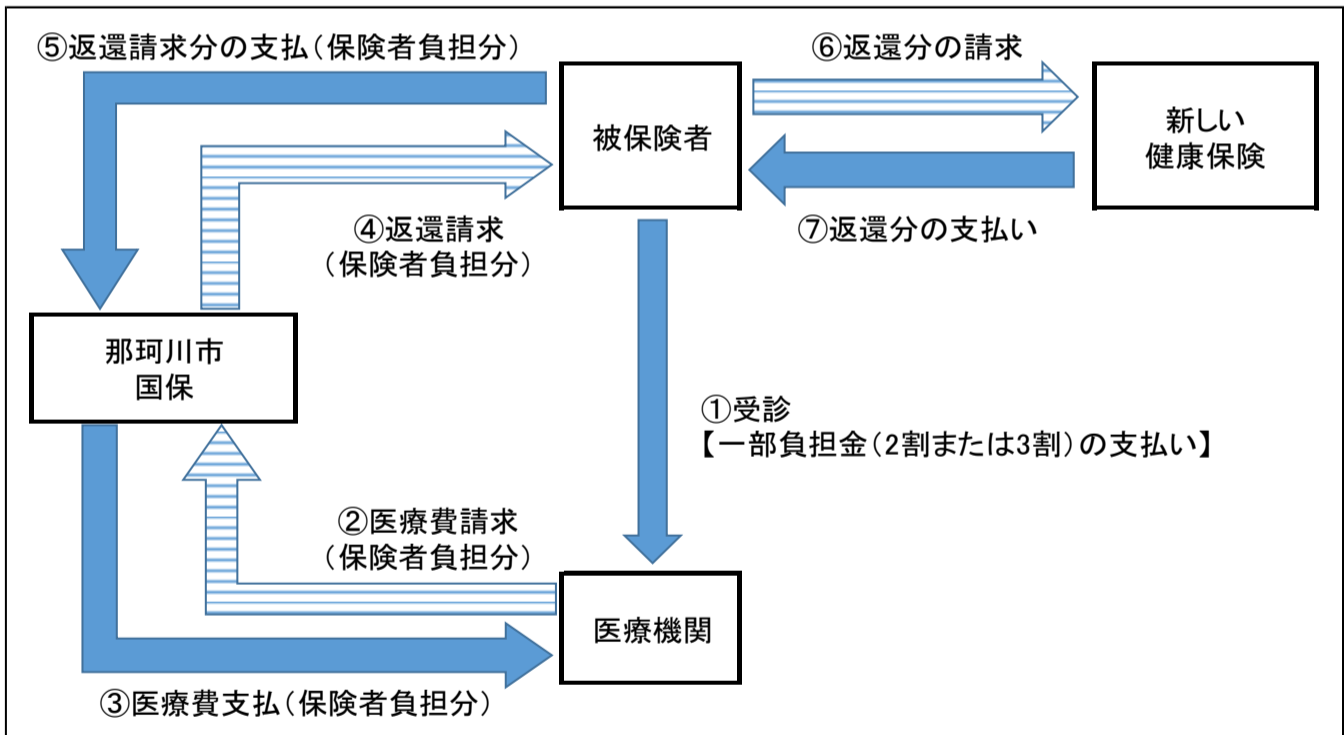 ⑤返還請求分の支払(保険者負担分)
⑥返還分の請求
被保険者
新しい
健康保険
④返還請求
(保険者負担分)
⑦返還分の支払い
那珂川市
国保
①受診
【一部負担金(2割または3割)の支払い】
②医療費請求
(保険者負担分)
医療機関
③医療費支払(保険者負担分)